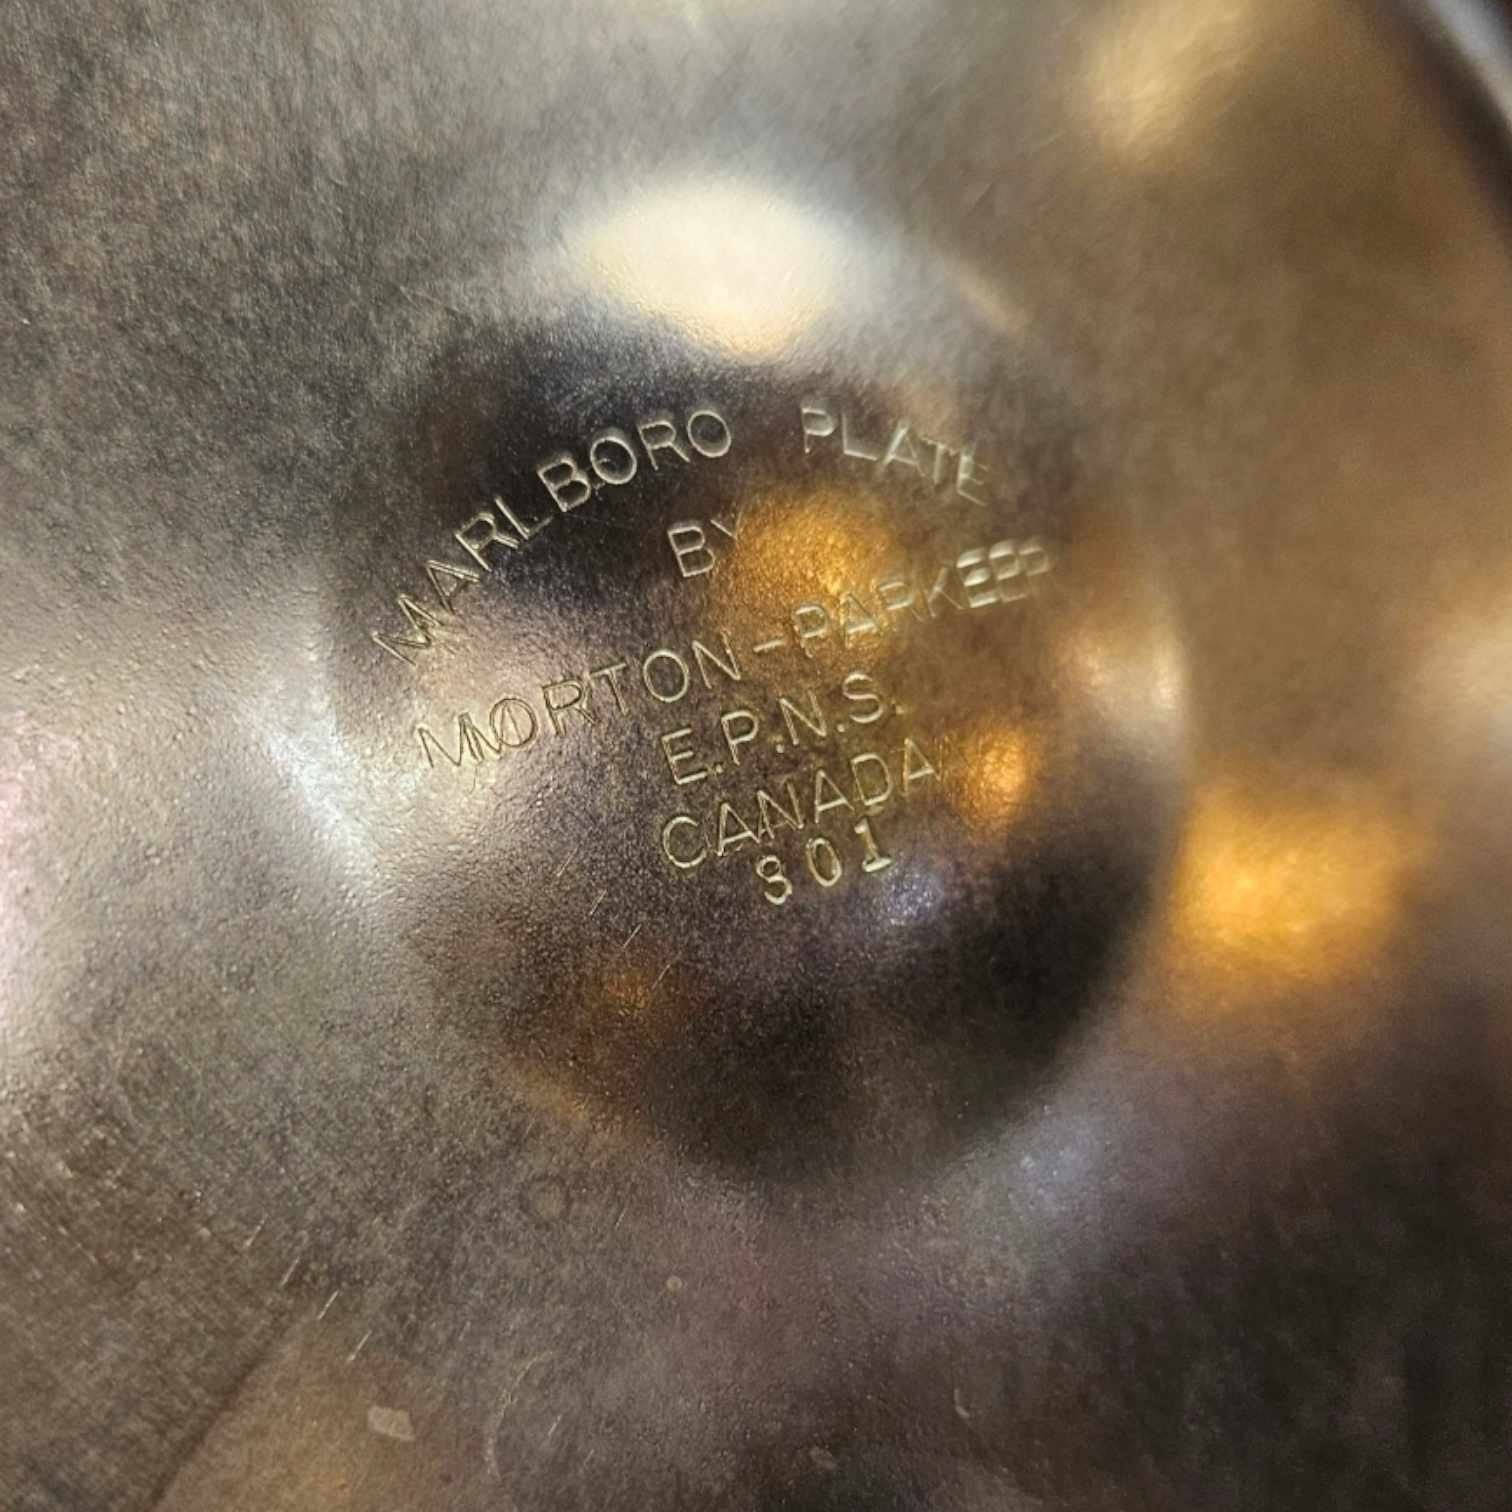 MARLBORO PLATE
BY
MORTON-PARKER
E.P.N.S.
CANADA
801